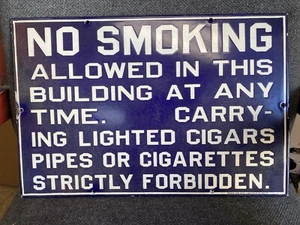 NO SMOKING
ALLOWED IN THIS
BUILDING AT ANY
TIME. CARRY-
ING LIGHTED CIGARS
PIPES OR CIGARETTES
STRICTLY FORBIDDEN.